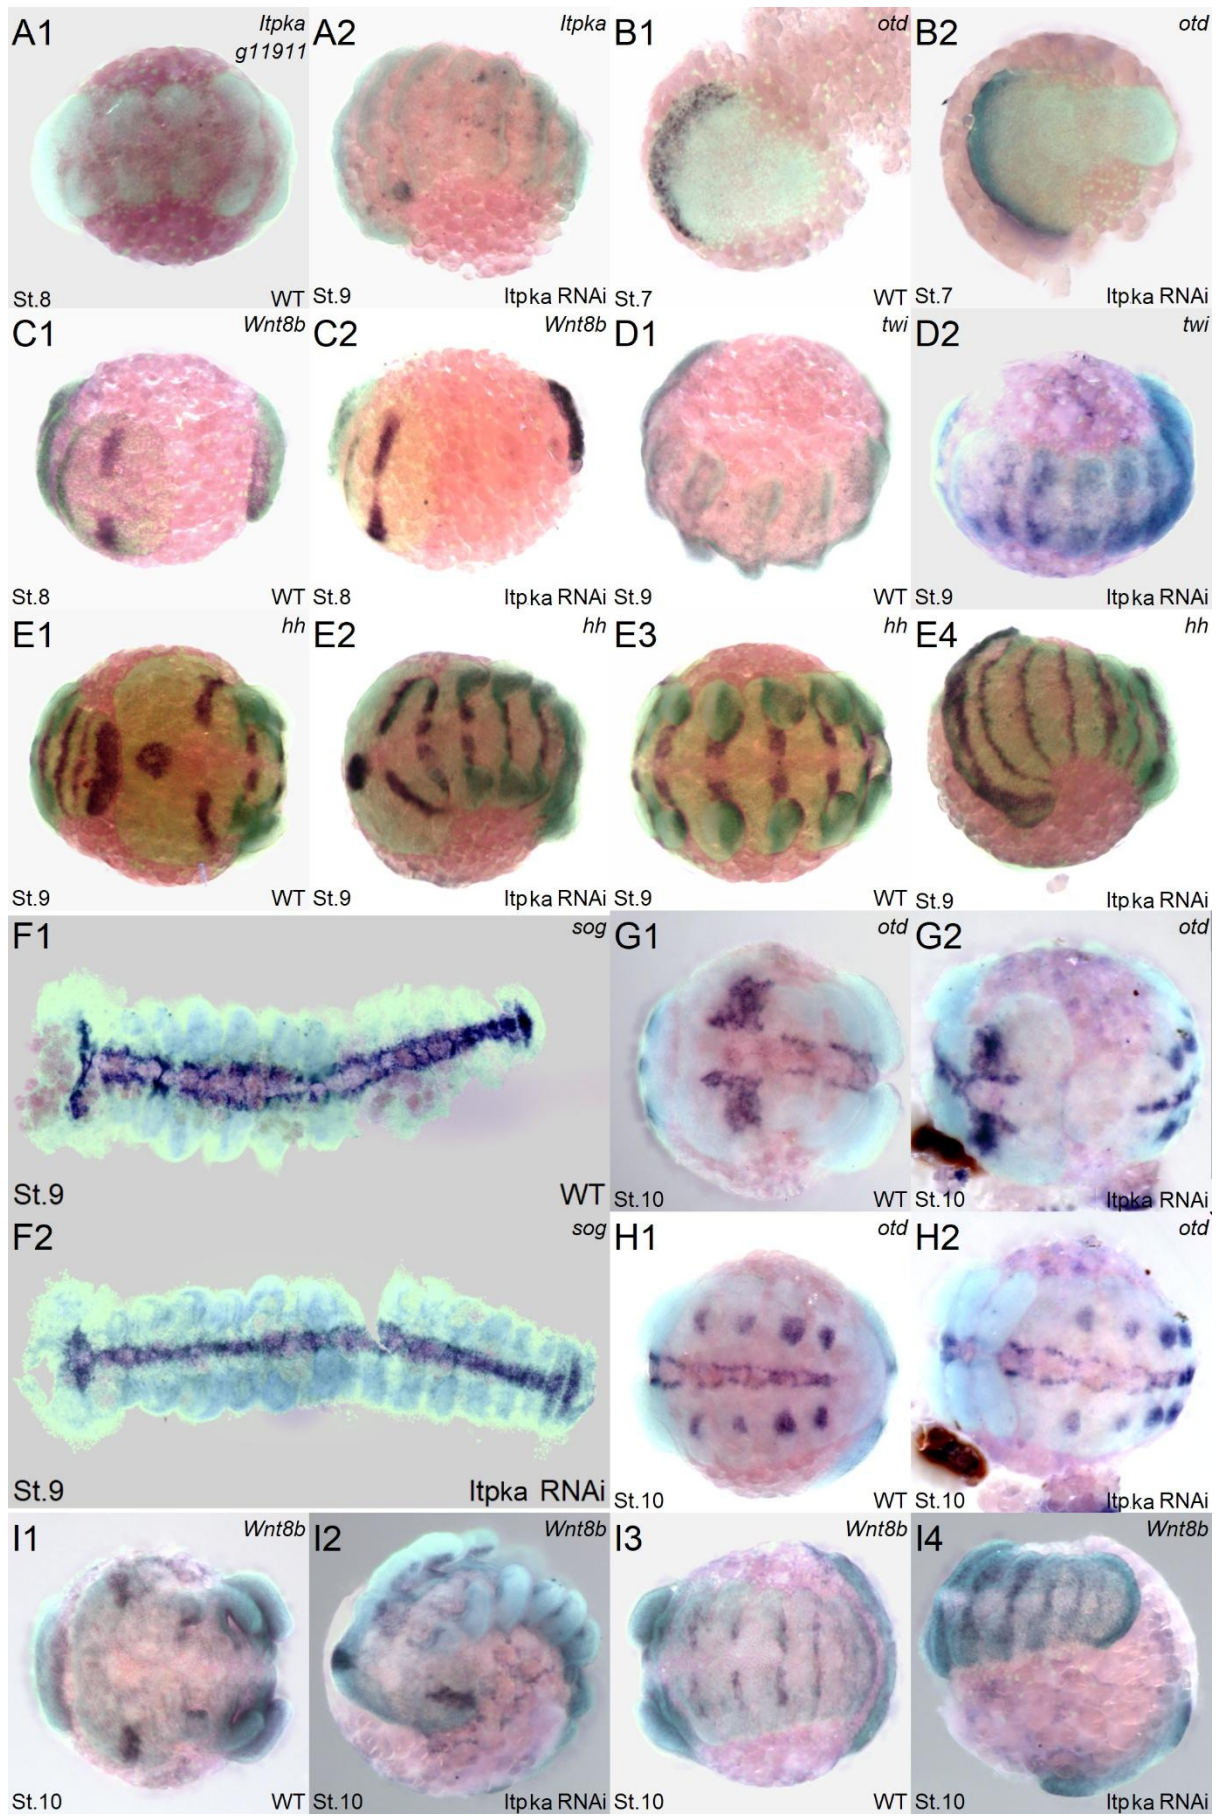 A1 Itpka
g11911
St.8 WT
A2 Itpka
St.9 Itpka RNAi
B1 otd
St.7 WT
B2 otd
St.7 Itpka RNAi
C1 Wnt8b
St.8 WT
C2 Wnt8b
St.8 Itpka RNAi
D1 twi
St.9 WT
D2 twi
St.9 Itpka RNAi
E1 hh
St.9 WT
E2 hh
St.9 Itpka RNAi
E3 hh
St.9 WT
E4 hh
St.9 Itpka RNAi
F1 sog
St.9 WT
F2 sog
St.9 Itpka RNAi
G1 otd
St.10 WT
G2 otd
St.10 Itpka RNAi
H1 otd
St.10 WT
H2 otd
St.10 Itpka RNAi
I1 Wnt8b
St.10 WT
I2 Wnt8b
St.10 Itpka RNAi
I3 Wnt8b
St.10 WT
I4 Wnt8b
St.10 Itpka RNAi